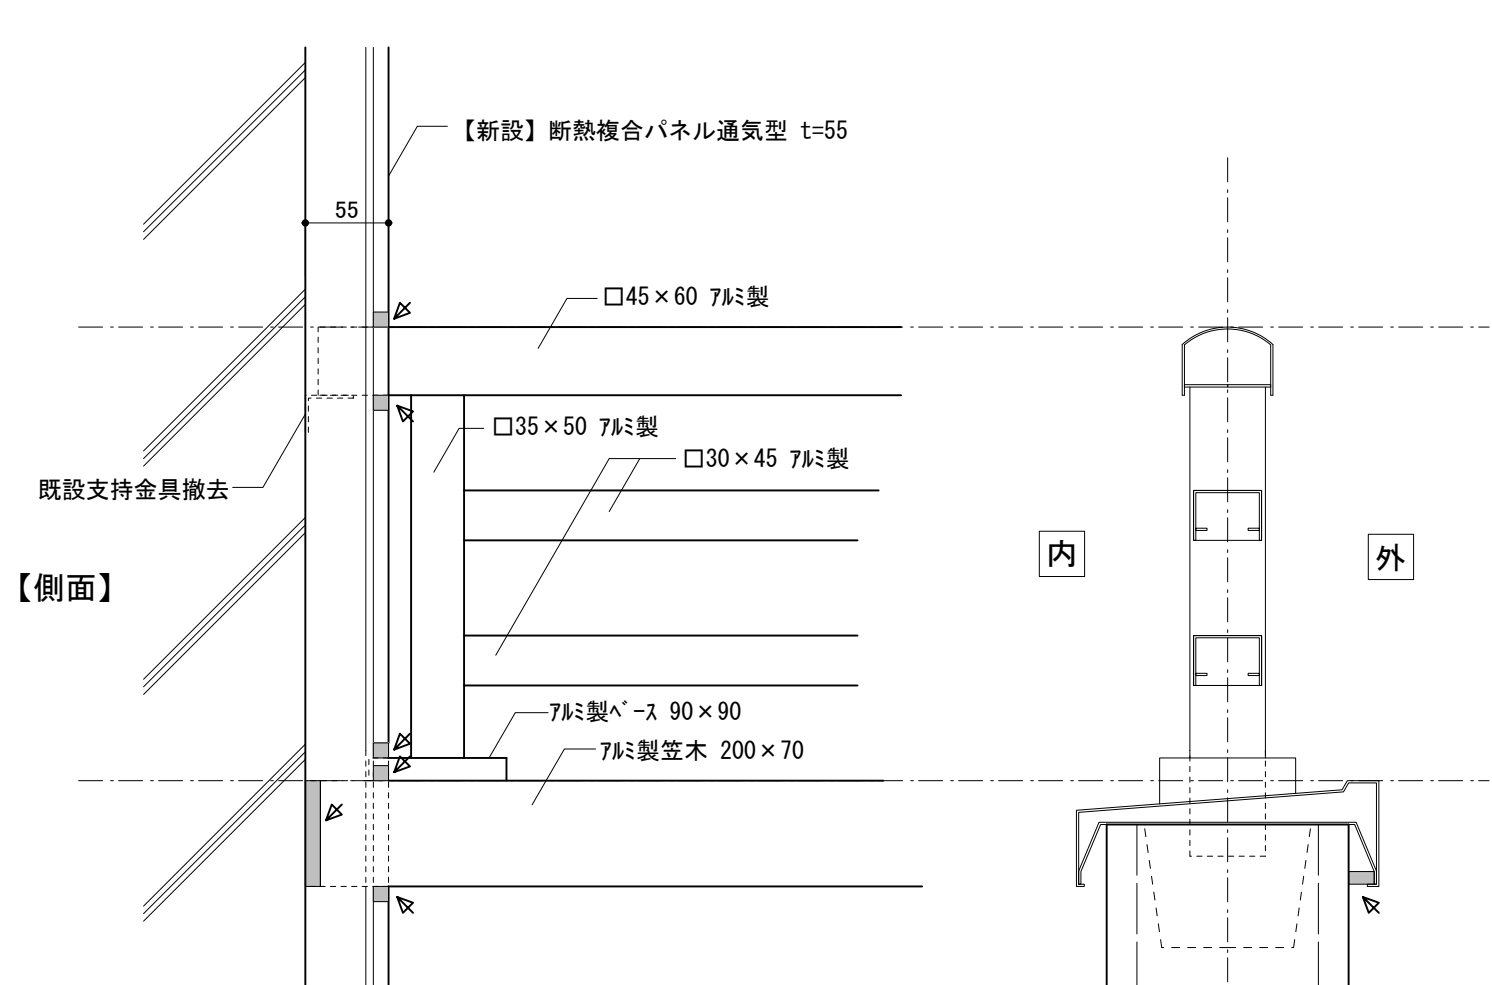 【新設】断熱複合パネル通気型 t=55
55
□45×60 ｱﾙﾐ製
□35×50 ｱﾙﾐ製
□30×45 ｱﾙﾐ製
既設支持金具撤去
内
外
【側面】
ｱﾙﾐ製ﾍﾞｰｽ 90×90
ｱﾙﾐ製笠木 200×70